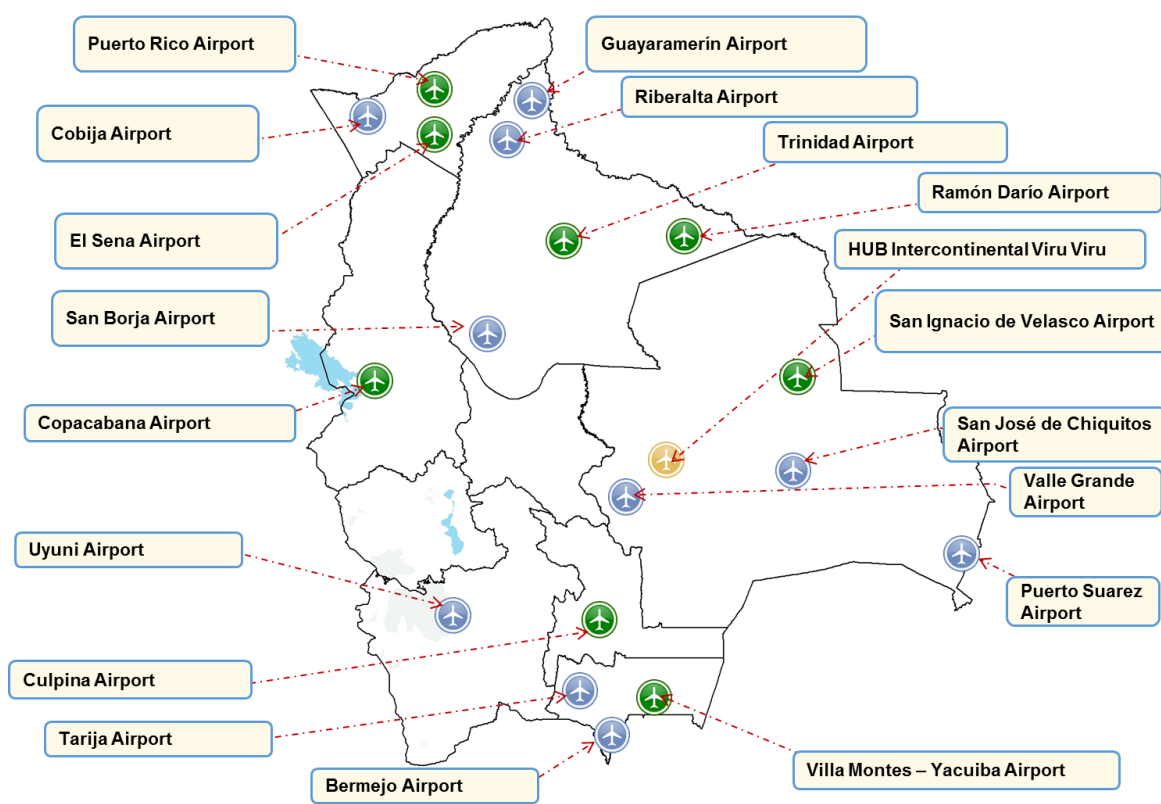 Puerto Rico Airport
Guayaramerín Airport
Riberalta Airport
Cobija Airport
Trinidad Airport
Ramón Darío Airport
El Sena Airport
HUB Intercontinental Viru Viru
San Borja Airport
San Ignacio de Velasco Airport
Copacabana Airport
San José de Chiquitos
Airport
Valle Grande
Airport
Uyuni Airport
Puerto Suarez
Airport
Culpina Airport
Tarija Airport
Villa Montes – Yacuiba Airport
Bermejo Airport